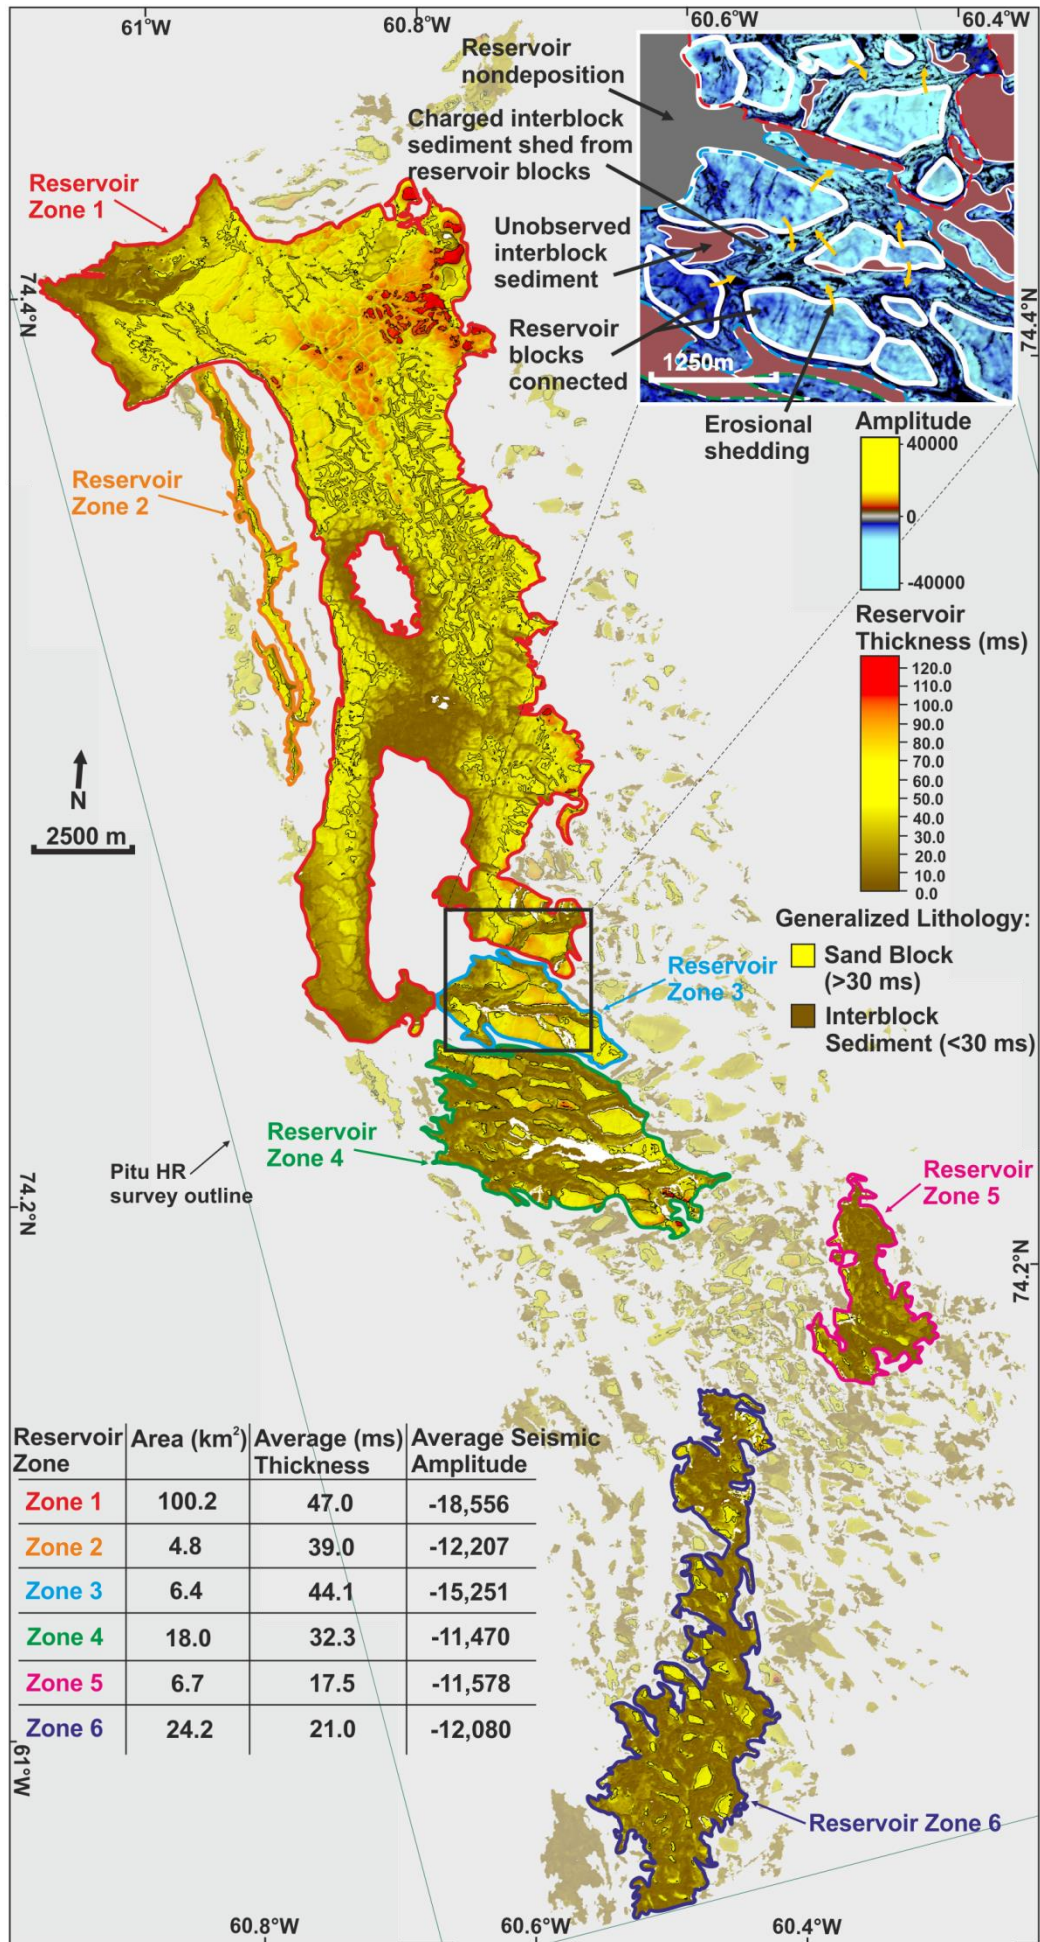 61°W
60.8°W
60.6°W
60.4°W
Reservoir
nondeposition
Charged interblock
sediment shed from
reservoir blocks
Unobserved
interblock
sediment
Reservoir
blocks
connected
1250m
Erosional
shedding
Reservoir
Zone 1
74.4°N
74.4°N
Reservoir
Zone 2
Amplitude
40000
0
-40000
Reservoir
Thickness (ms)
120.0
110.0
100.0
90.0
80.0
70.0
60.0
50.0
40.0
30.0
20.0
10.0
0.0
N
2500 m
Generalized Lithology:
Sand Block
(>30 ms)
Interblock
Sediment (<30 ms)
Reservoir
Zone 3
Reservoir
Zone 4
Pitu HR
survey outline
Reservoir
Zone 5
74.2°N
74.2°N
Reservoir Zone | Area (km²) | Average (ms) Thickness | Average Seismic Amplitude
Zone 1 | 100.2 | 47.0 | -18,556
Zone 2 | 4.8 | 39.0 | -12,207
Zone 3 | 6.4 | 44.1 | -15,251
Zone 4 | 18.0 | 32.3 | -11,470
Zone 5 | 6.7 | 17.5 | -11,578
Zone 6 | 24.2 | 21.0 | -12,080
61°W
Reservoir Zone 6
60.8°W
60.6°W
60.4°W